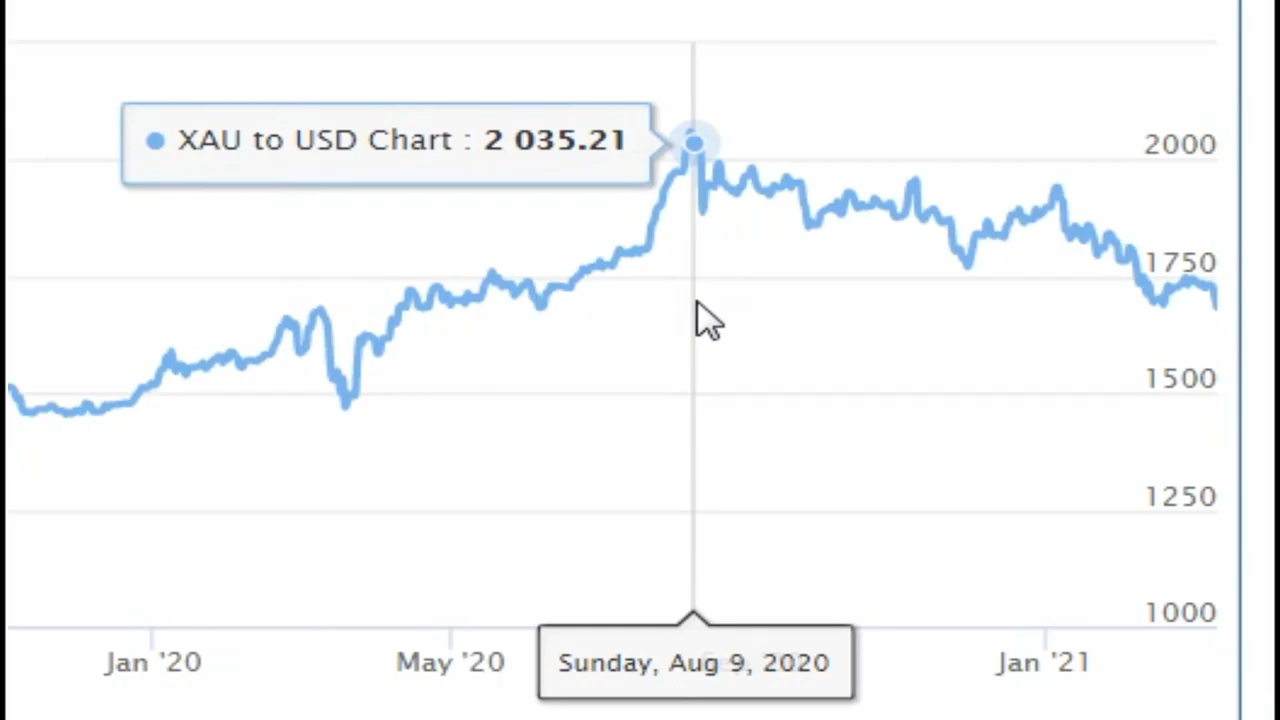 XAU to USD Chart : 2 035.21
2000
1750
1500
1250
1000
Jan '20
May '20
Sunday, Aug 9, 2020
Jan '21